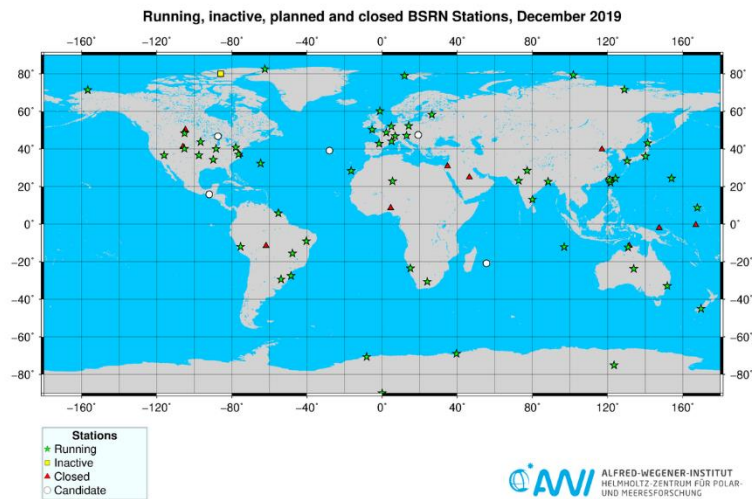 Running, inactive, planned and closed BSRN Stations, December 2019
−160˚ −120˚ −80˚ −40˚ 0˚ 40˚ 80˚ 120˚ 160˚
80˚ 80˚
60˚ 60˚
40˚ 40˚
20˚ 20˚
0˚ 0˚
−20˚ −20˚
−40˚ −40˚
−60˚ −60˚
−80˚ −80˚
−160˚ −120˚ −80˚ −40˚ 0˚ 40˚ 80˚ 120˚ 160˚
Stations
Running
Inactive
Closed
Candidate
AWI
ALFRED-WEGENER-INSTITUT
HELMHOLTZ-ZENTRUM FÜR POLAR-
UND MEERESFORSCHUNG